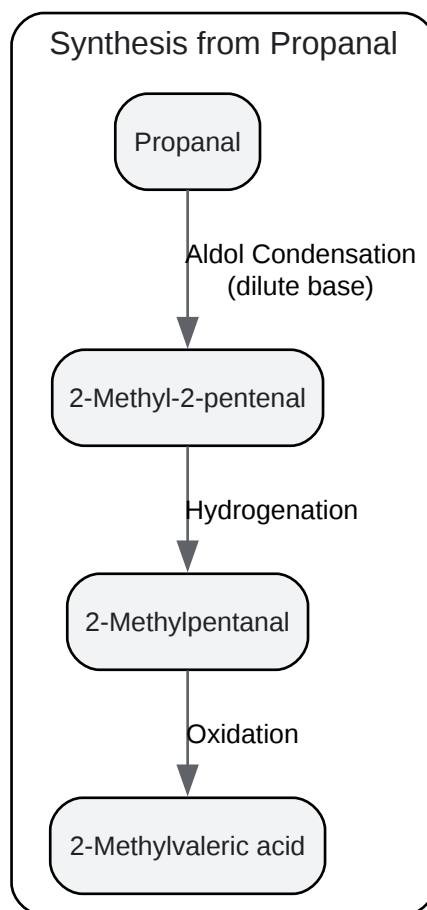 Synthesis from Propanal
Propanal
Aldol Condensation
(dilute base)
2-Methyl-2-pentenal
Hydrogenation
2-Methylpentanal
Oxidation
2-Methylvaleric acid